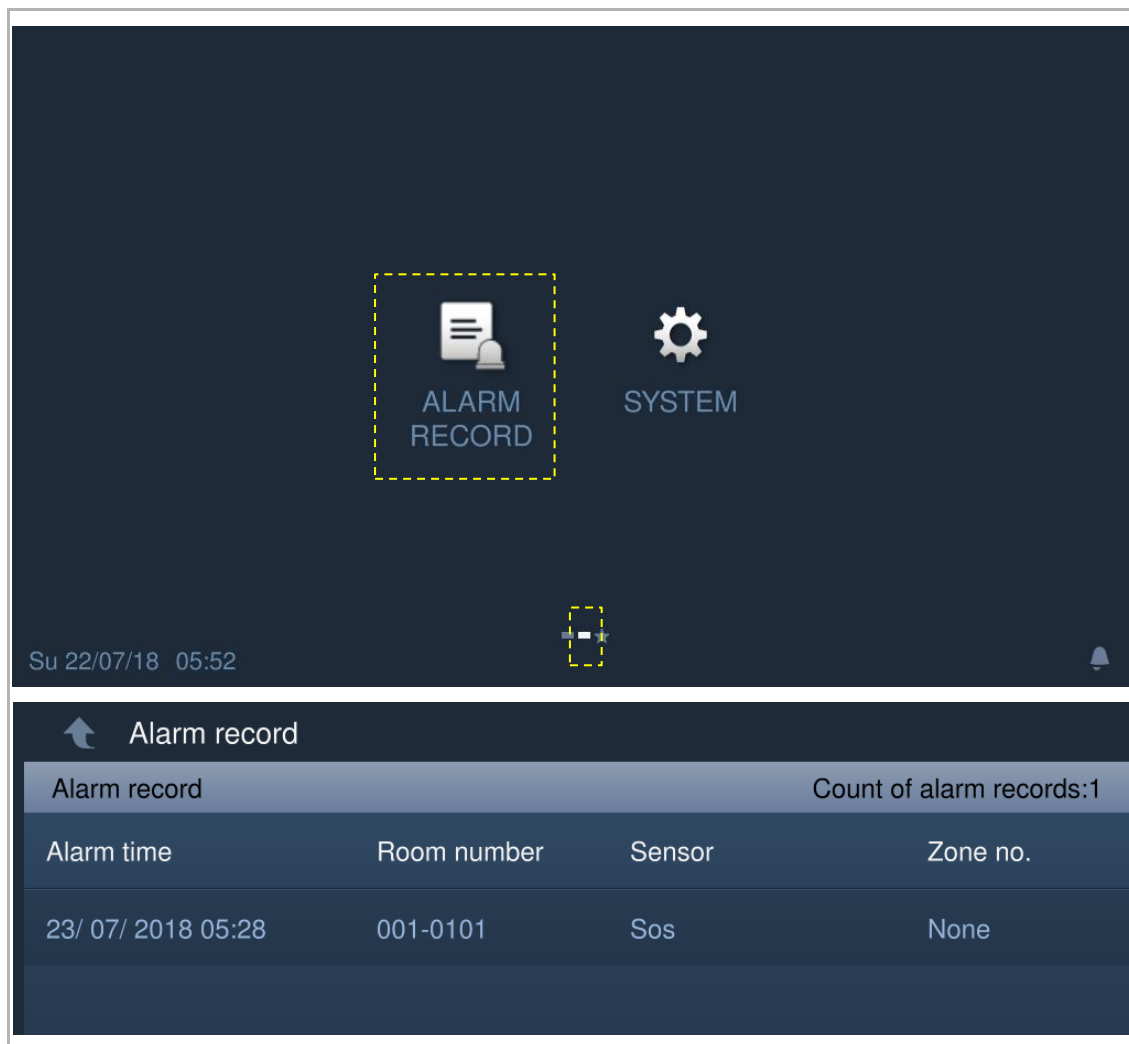 ALARM
RECORD
SYSTEM
Su 22/07/18 05:52
Alarm record
Alarm record Count of alarm records:1
Alarm time Room number Sensor Zone no.
23/ 07/ 2018 05:28 001-0101 Sos None